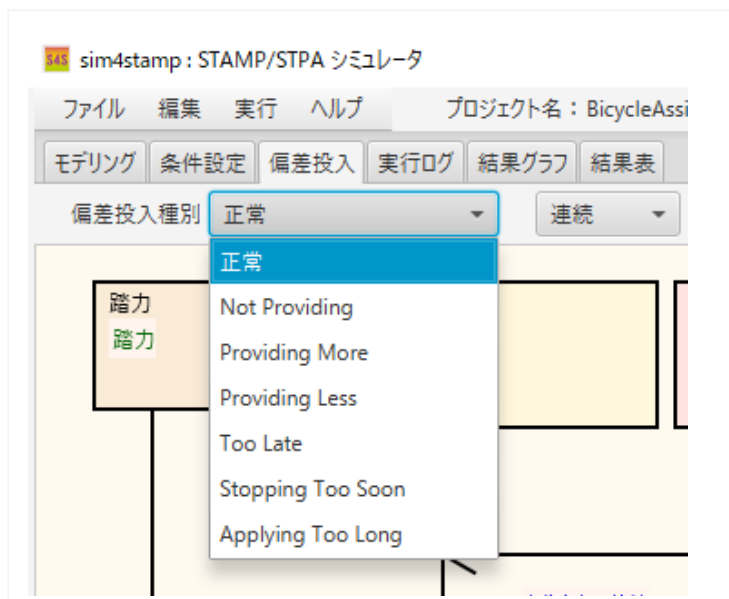 S4S sim4stamp : STAMP/STPA シミュレータ
ファイル 編集 実行 ヘルプ プロジェクト名： BicycleAssi
モデリング 条件設定 偏差投入 実行ログ 結果グラフ 結果表
偏差投入種別 正常 連続
正常
踏力
踏力
Not Providing
Providing More
Providing Less
Too Late
Stopping Too Soon
Applying Too Long